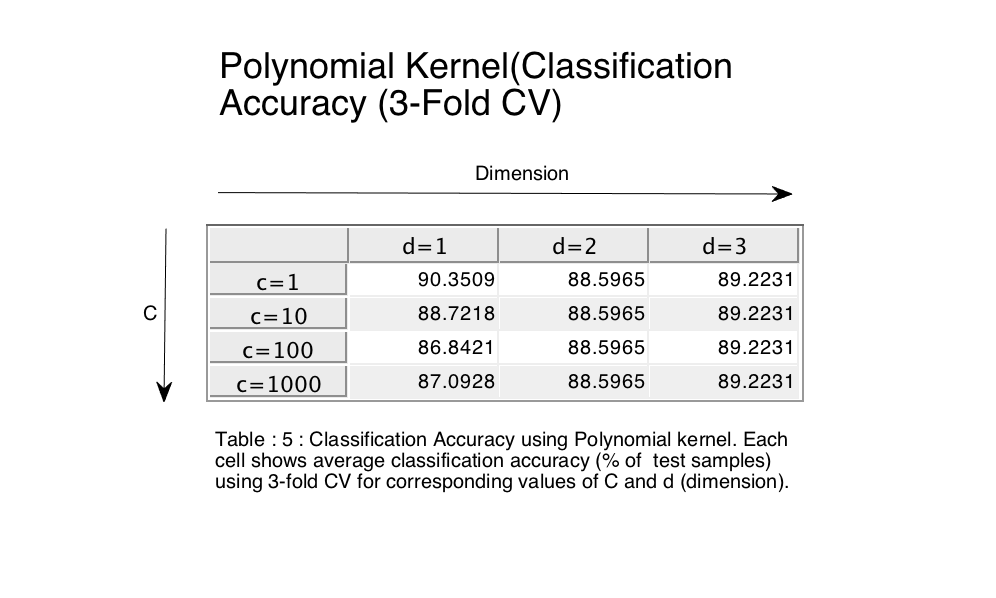 Polynomial Kernel(Classification
Accuracy (3-Fold CV)
Dimension
d=1 d=2 d=3
c=1 90.3509 88.5965 89.2231
C
c=10 88.7218 88.5965 89.2231
c=100 86.8421 88.5965 89.2231
c=1000 87.0928 88.5965 89.2231
Table : 5 : Classification Accuracy using Polynomial kernel. Each
cell shows average classification accuracy (% of  test samples)
using 3-fold CV for corresponding values of C and d (dimension).